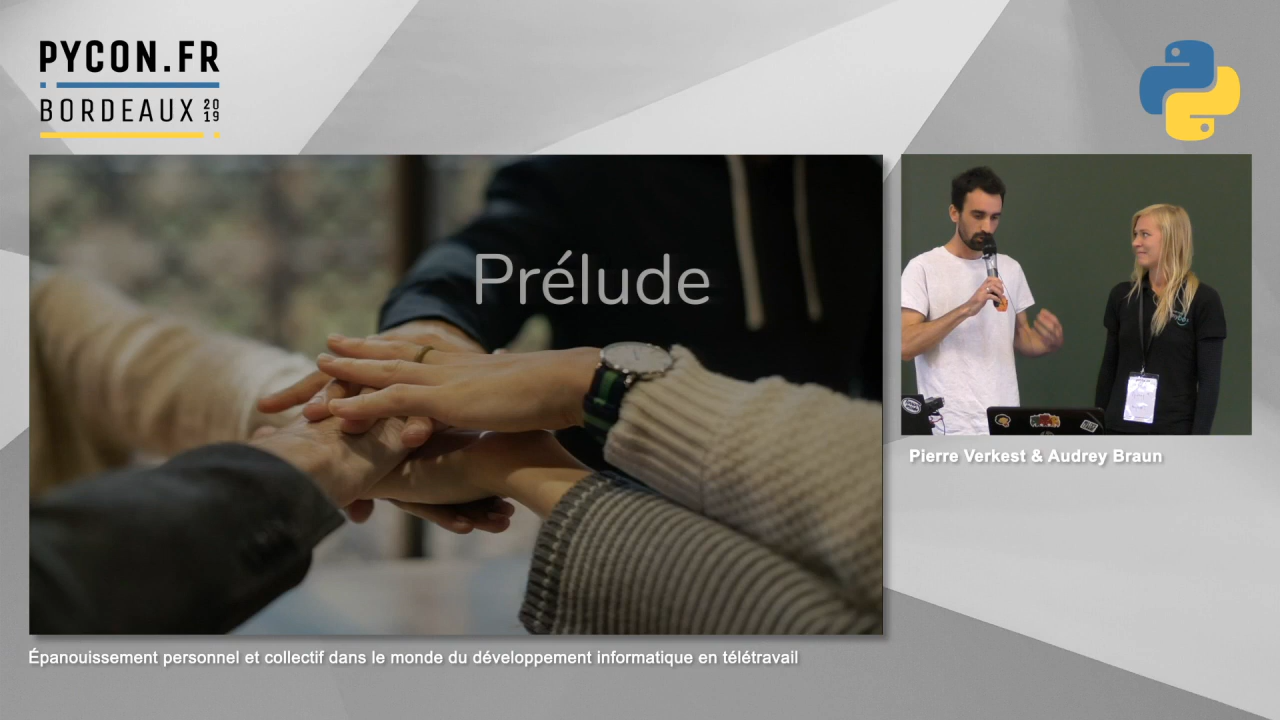 PYCON.FR
BORDEAUX 2019
Prélude
Pierre Verkest & Audrey Braun
Épanouissement personnel et collectif dans le monde du développement informatique en télétravail